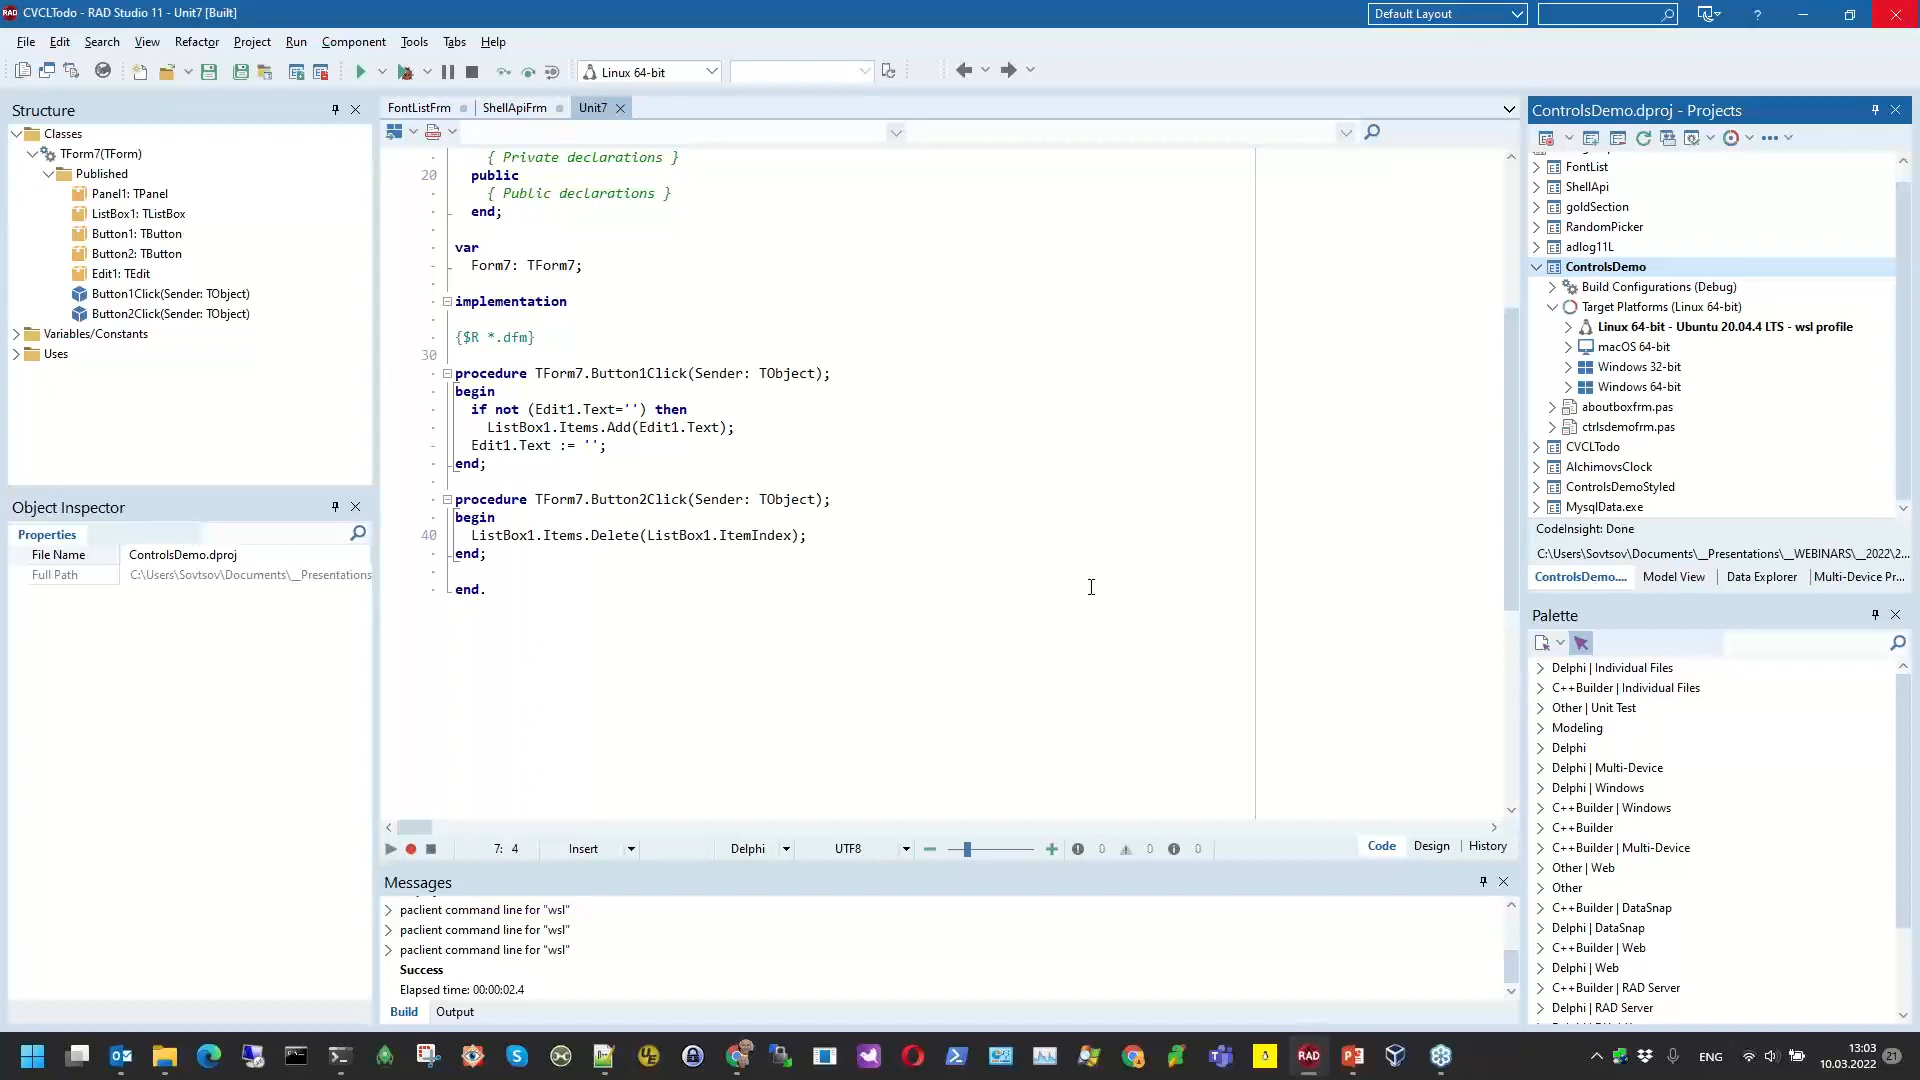 CVCLTodo - RAD Studio 11 - Unit7 [Built]
Default Layout
File Edit Search View Refactor Project Run Component Tools Tabs Help
Linux 64-bit
Structure
Classes
TForm7(TForm)
Published
Panel1: TPanel
ListBox1: TListBox
Button1: TButton
Button2: TButton
Edit1: TEdit
Button1Click(Sender: TObject)
Button2Click(Sender: TObject)
Variables/Constants
Uses
Object Inspector
Properties
File Name ControlsDemo.dproj
Full Path C:\Users\Sovtsov\Documents\__Presentations
FontListFrm ShellApiFrm Unit7
{ Private declarations }
20 public
{ Public declarations }
end;
var
Form7: TForm7;
implementation
{$R *.dfm}
30
procedure TForm7.Button1Click(Sender: TObject);
begin
if not (Edit1.Text='') then
ListBox1.Items.Add(Edit1.Text);
Edit1.Text := '';
end;
procedure TForm7.Button2Click(Sender: TObject);
begin
40 ListBox1.Items.Delete(ListBox1.ItemIndex);
end;
end.
7: 4 Insert Delphi UTF8 0 0 0 Code Design History
Messages
paclient command line for "wsl"
paclient command line for "wsl"
paclient command line for "wsl"
Success
Elapsed time: 00:00:02.4
Build Output
ControlsDemo.dproj - Projects
FontList
ShellApi
goldSection
RandomPicker
adlog11L
ControlsDemo
Build Configurations (Debug)
Target Platforms (Linux 64-bit)
Linux 64-bit - Ubuntu 20.04.4 LTS - wsl profile
macOS 64-bit
Windows 32-bit
Windows 64-bit
aboutboxfrm.pas
ctrlsdemofrm.pas
CVCLTodo
AlchimovsClock
ControlsDemoStyled
MysqlData.exe
CodeInsight: Done
C:\Users\Sovtsov\Documents\__Presentations\__WEBINARS\__2022\2...
ControlsDemo.... Model View Data Explorer Multi-Device Pr...
Palette
Delphi | Individual Files
C++Builder | Individual Files
Other | Unit Test
Modeling
Delphi
Delphi | Multi-Device
Delphi | Windows
C++Builder | Windows
C++Builder
C++Builder | Multi-Device
Other | Web
Other
C++Builder | DataSnap
Delphi | DataSnap
C++Builder | Web
Delphi | Web
C++Builder | RAD Server
Delphi | RAD Server
RAD
ENG
13:03
10.03.2022
21